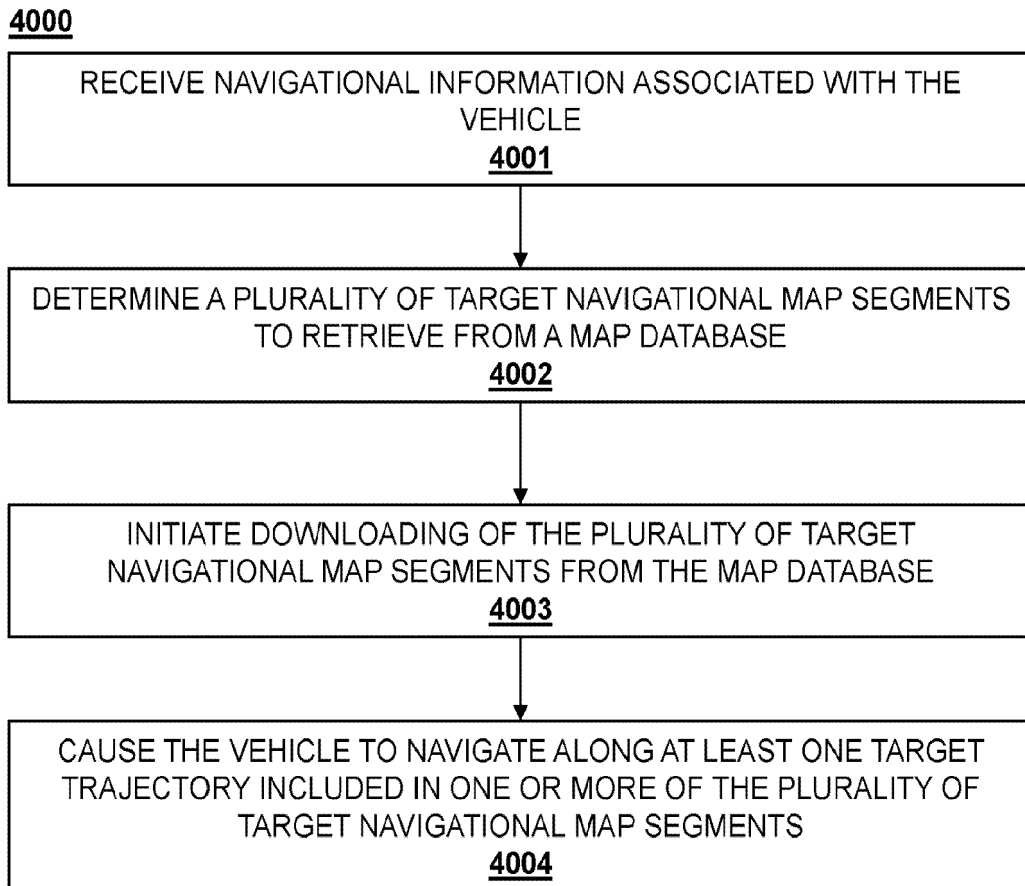 4000
RECEIVE NAVIGATIONAL INFORMATION ASSOCIATED WITH THE
VEHICLE
4001
DETERMINE A PLURALITY OF TARGET NAVIGATIONAL MAP SEGMENTS
TO RETRIEVE FROM A MAP DATABASE
4002
INITIATE DOWNLOADING OF THE PLURALITY OF TARGET
NAVIGATIONAL MAP SEGMENTS FROM THE MAP DATABASE
4003
CAUSE THE VEHICLE TO NAVIGATE ALONG AT LEAST ONE TARGET
TRAJECTORY INCLUDED IN ONE OR MORE OF THE PLURALITY OF
TARGET NAVIGATIONAL MAP SEGMENTS
4004